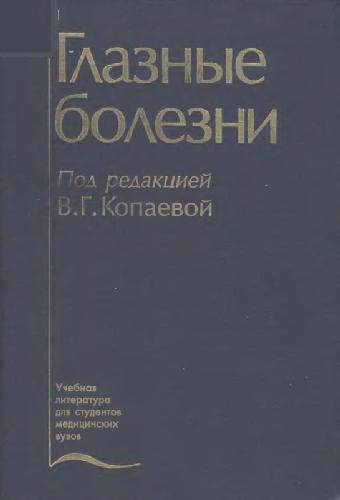 Глазные
болезни
Под редакцией
В.Г.Копаевой
Учебная
литература
для студентов
медицинских
вузов